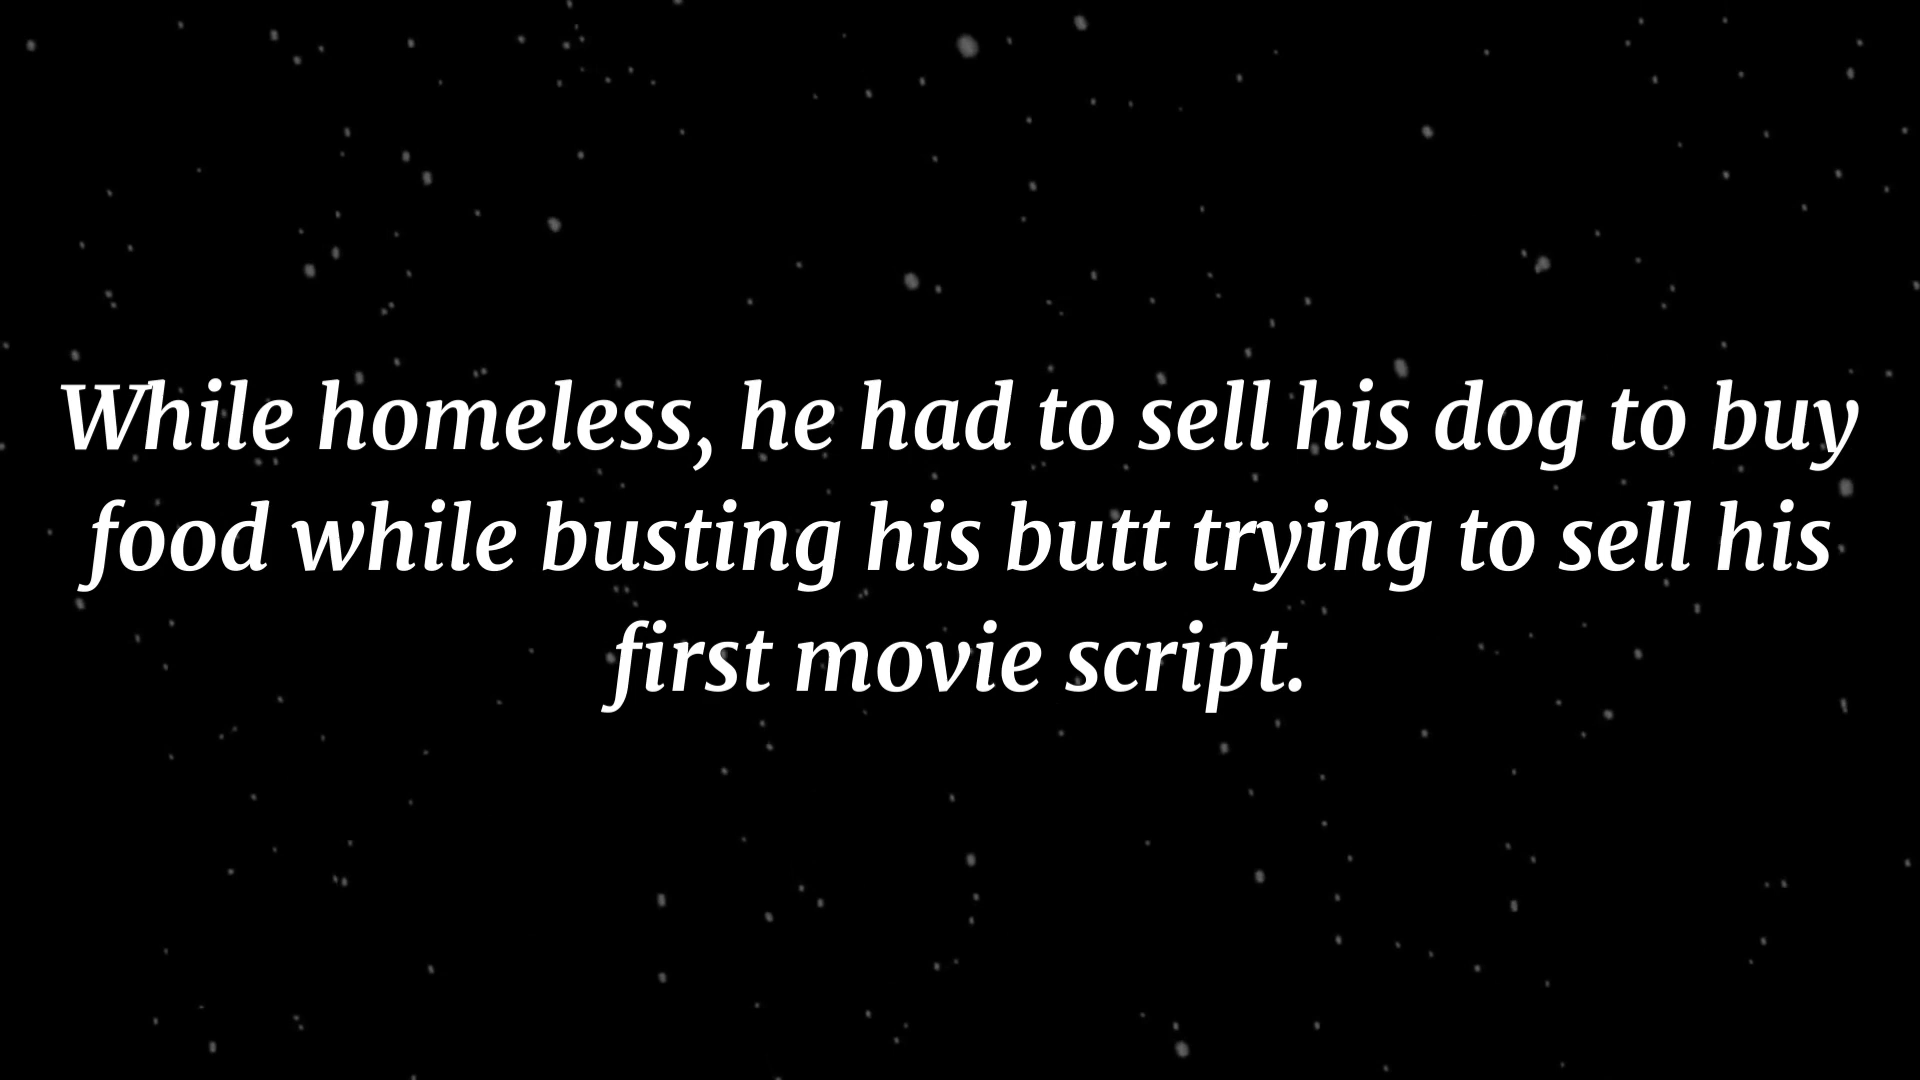 While homeless, he had to sell his dog to buy
food while busting his butt trying to sell his
first movie script.